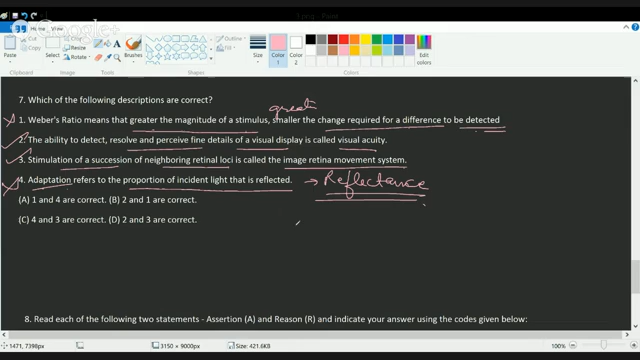 Google+
Home
View
Paste
Cut
Copy
Select
Crop
Resize
Rotate
Brushes
Outline
Fill
Size
Color 1
Color 2
Edit colors
Clipboard
Image
Tools
Shapes
Colors
7. Which of the following descriptions are correct?
great
1. Weber's Ratio means that greater the magnitude of a stimulus, smaller the change required for a difference to be detected
2. The ability to detect, resolve and perceive fine details of a visual display is called visual acuity.
3. Stimulation of a succession of neighboring retinal loci is called the image retina movement system.
4. Adaptation refers to the proportion of incident light that is reflected. → Reflectance
(A) 1 and 4 are correct. (B) 2 and 1 are correct.
(C) 4 and 3 are correct. (D) 2 and 3 are correct.
8. Read each of the following two statements - Assertion (A) and Reason (R) and indicate your answer using the codes given below:
1471, 7398px
3150 × 9000px
Size: 421.6KB
100%